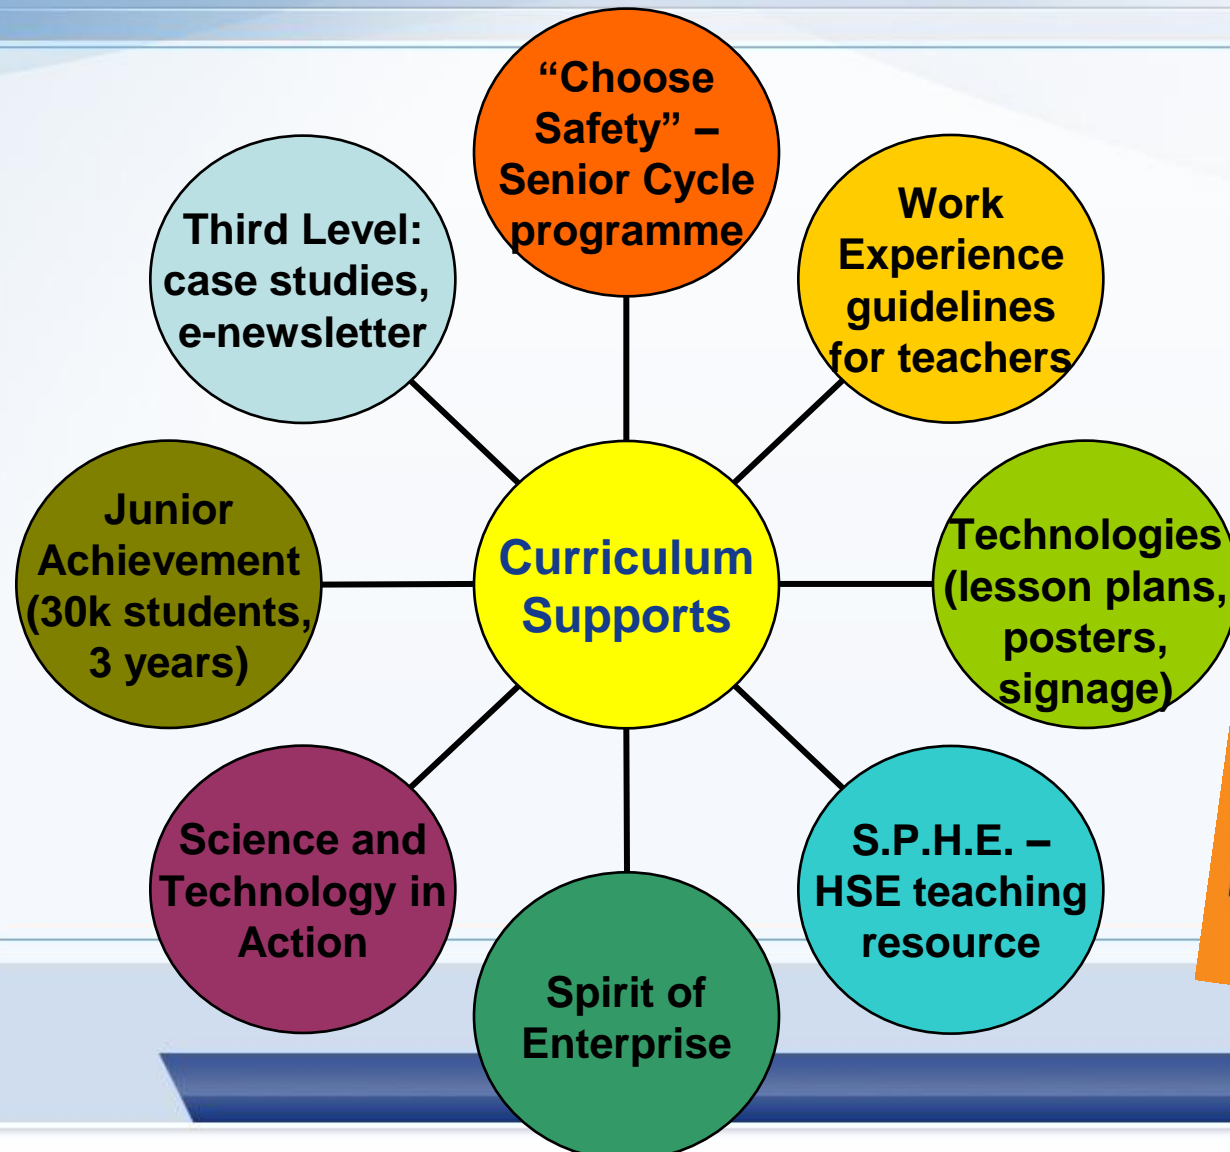 “Choose
Safety” –
Senior Cycle
programme
Work
Experience
guidelines
for teachers
Technologies
(lesson plans,
posters,
signage)
S.P.H.E. –
HSE teaching
resource
Spirit of
Enterprise
Science and
Technology in
Action
Junior
Achievement
(30k students,
3 years)
Third Level:
case studies,
e-newsletter
Curriculum
Supports